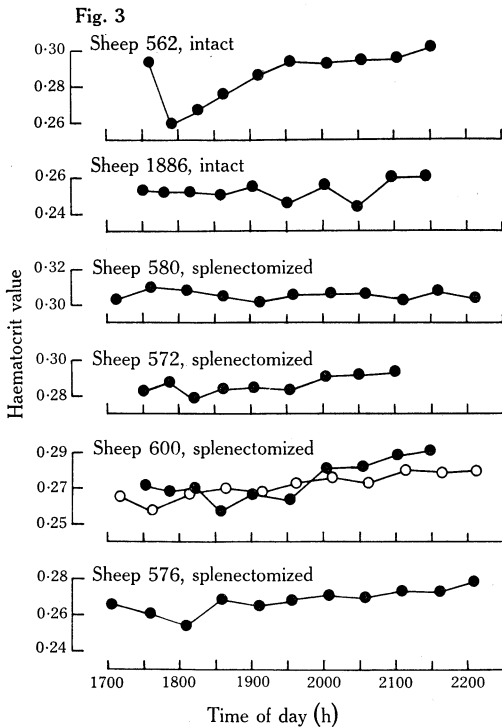 Fig. 3
Sheep 562, intact
0·30
0·28
0·26
Sheep 1886, intact
0·26
0·24
Sheep 580, splenectomized
0·32
0·30
Sheep 572, splenectomized
0·30
0·28
Sheep 600, splenectomized
0·29
0·27
0·25
Sheep 576, splenectomized
0·28
0·26
0·24
Haematocrit value
1700 1800 1900 2000 2100 2200
Time of day (h)